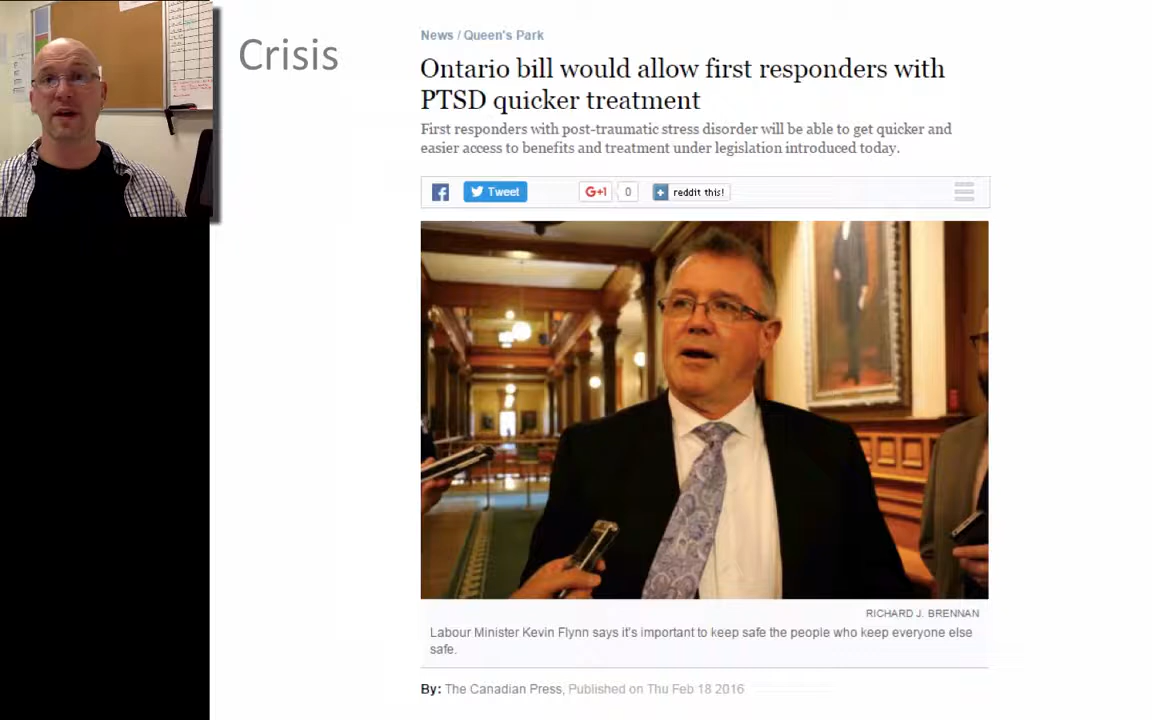 Crisis
News / Queen's Park
Ontario bill would allow first responders with
PTSD quicker treatment
First responders with post-traumatic stress disorder will be able to get quicker and
easier access to benefits and treatment under legislation introduced today.
Tweet
G+1
0
reddit this!
RICHARD J. BRENNAN
Labour Minister Kevin Flynn says it's important to keep safe the people who keep everyone else
safe.
By: The Canadian Press, Published on Thu Feb 18 2016